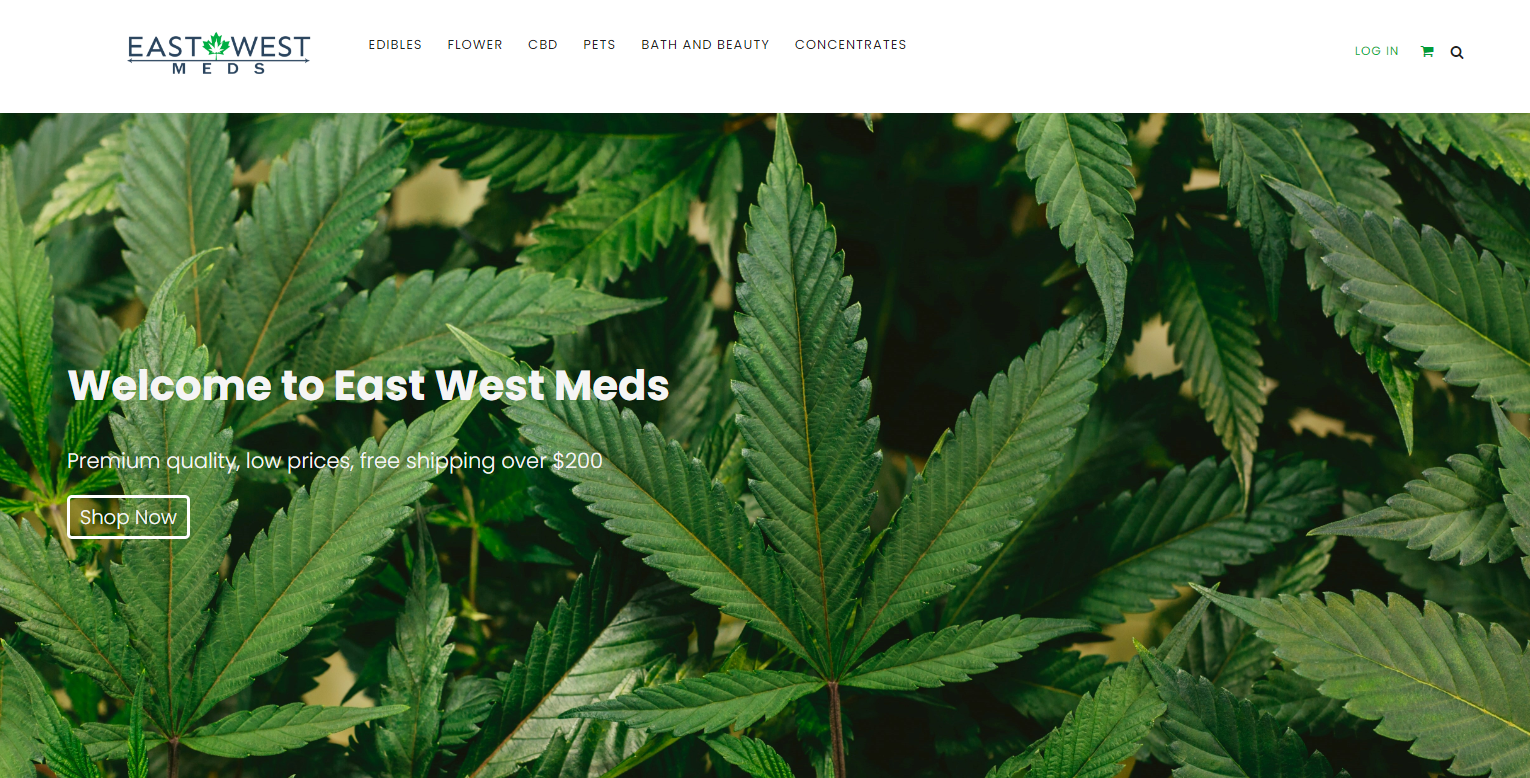 EAST WEST
MEDS
EDIBLES
FLOWER
CBD
PETS
BATH AND BEAUTY
CONCENTRATES
LOG IN
Welcome to East West Meds
Premium quality, low prices, free shipping over $200
Shop Now